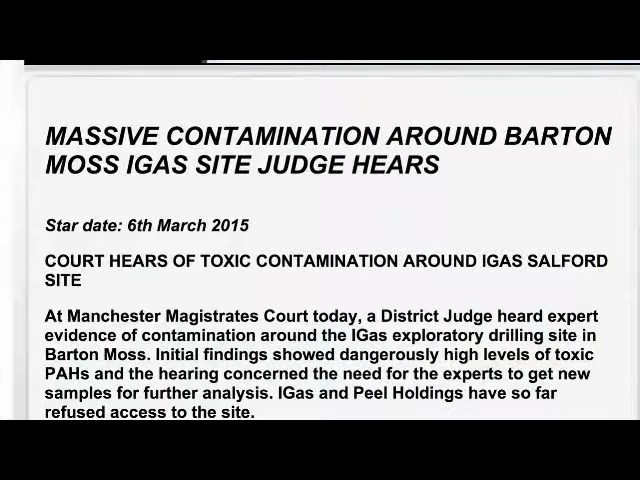 MASSIVE CONTAMINATION AROUND BARTON
MOSS IGAS SITE JUDGE HEARS
Star date: 6th March 2015
COURT HEARS OF TOXIC CONTAMINATION AROUND IGAS SALFORD
SITE
At Manchester Magistrates Court today, a District Judge heard expert
evidence of contamination around the IGas exploratory drilling site in
Barton Moss. Initial findings showed dangerously high levels of toxic
PAHs and the hearing concerned the need for the experts to get new
samples for further analysis. IGas and Peel Holdings have so far
refused access to the site.